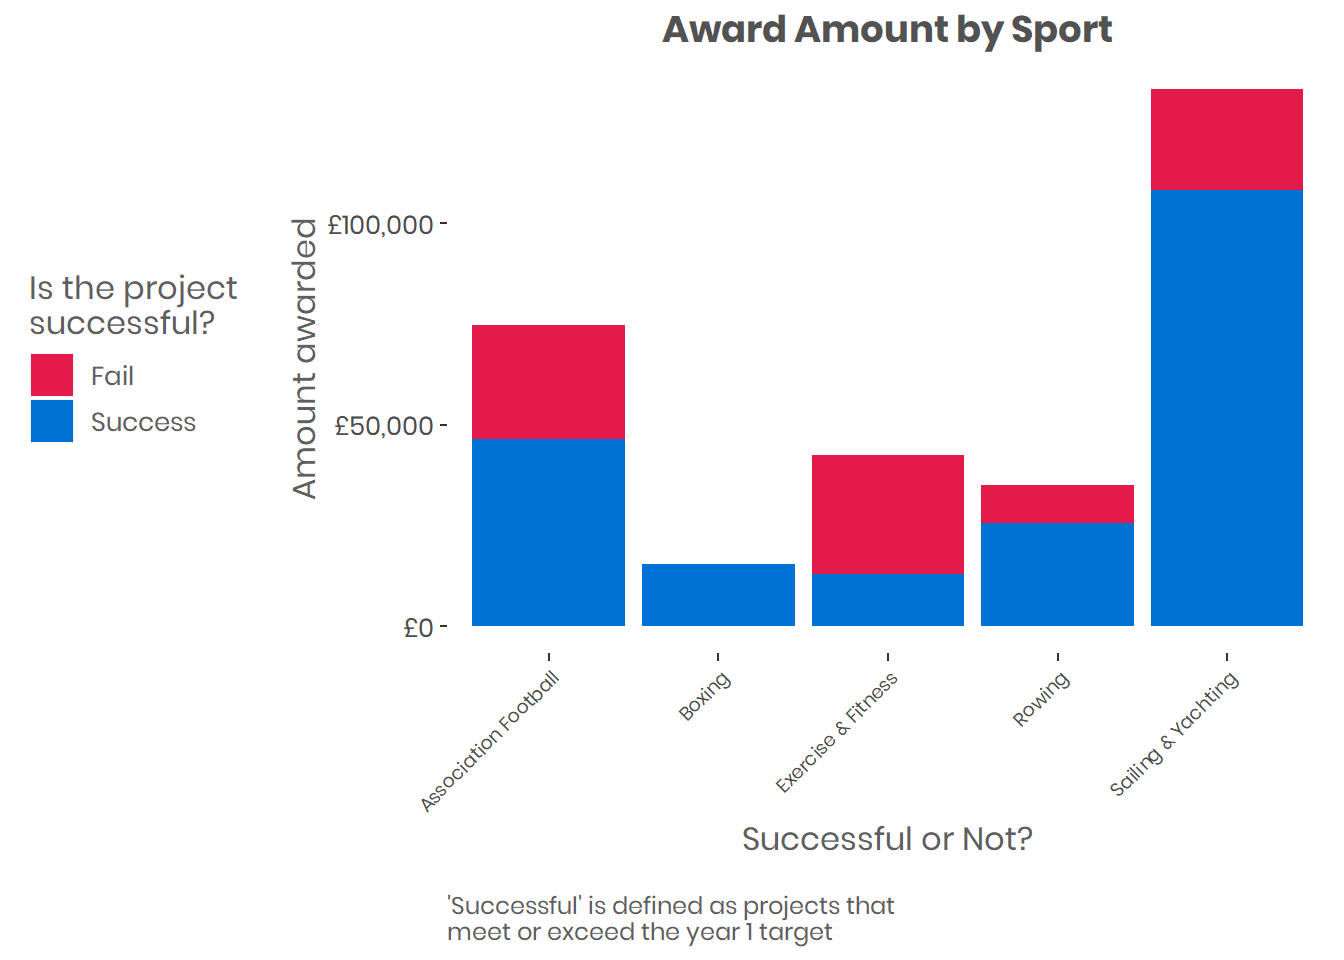 Award Amount by Sport
Is the project
successful?
Fail
Success
Amount awarded
£100,000
£50,000
£0
Association Football
Boxing
Exercise & Fitness
Rowing
Sailing & Yachting
Successful or Not?
'Successful' is defined as projects that
meet or exceed the year 1 target